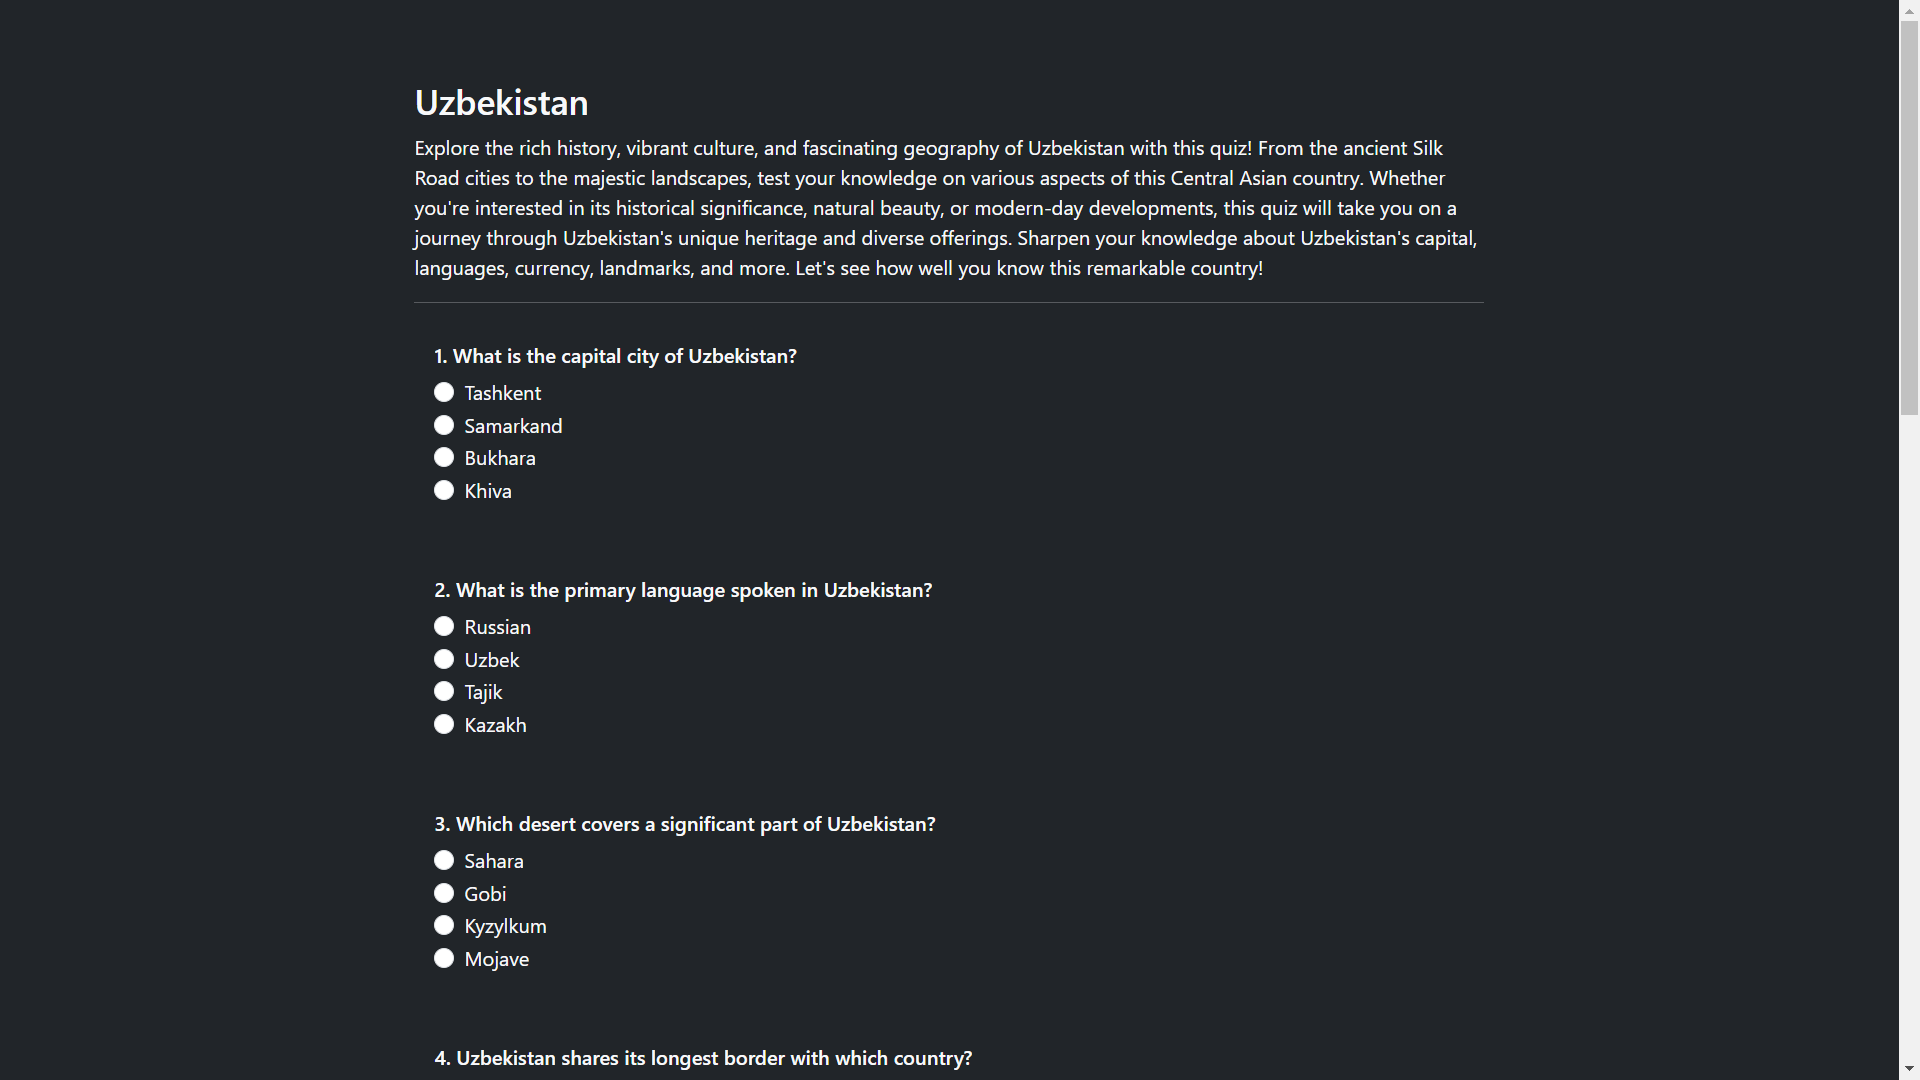 Uzbekistan
Explore the rich history, vibrant culture, and fascinating geography of Uzbekistan with this quiz! From the ancient Silk
Road cities to the majestic landscapes, test your knowledge on various aspects of this Central Asian country. Whether
you're interested in its historical significance, natural beauty, or modern-day developments, this quiz will take you on a
journey through Uzbekistan's unique heritage and diverse offerings. Sharpen your knowledge about Uzbekistan's capital,
languages, currency, landmarks, and more. Let's see how well you know this remarkable country!
1. What is the capital city of Uzbekistan?
Tashkent
Samarkand
Bukhara
Khiva
2. What is the primary language spoken in Uzbekistan?
Russian
Uzbek
Tajik
Kazakh
3. Which desert covers a significant part of Uzbekistan?
Sahara
Gobi
Kyzylkum
Mojave
4. Uzbekistan shares its longest border with which country?